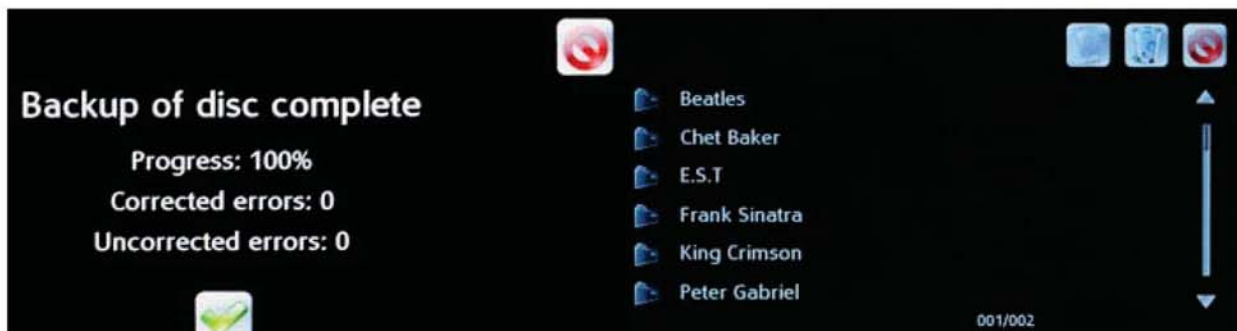 Backup of disc complete
Progress: 100%
Corrected errors: 0
Uncorrected errors: 0
Beatles
Chet Baker
E.S.T
Frank Sinatra
King Crimson
Peter Gabriel
001/002